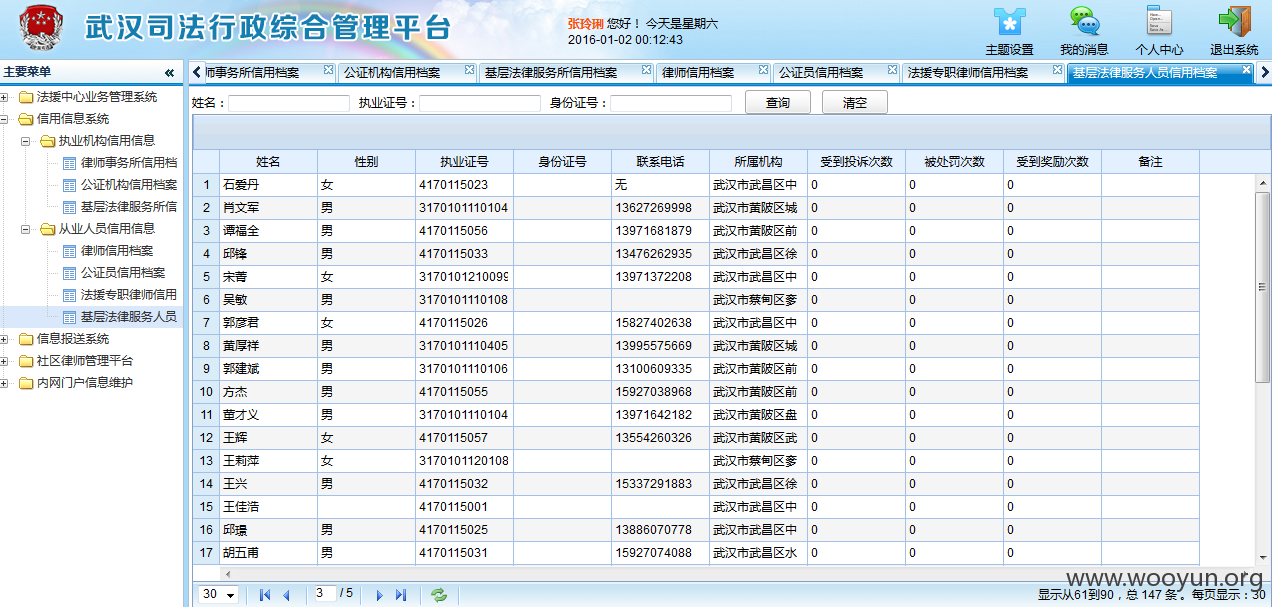 武汉司法行政综合管理平台
张玲琍 您好！ 今天是星期六
2016-01-02 00:12:43
主题设置 我的消息 个人中心 退出系统
主要菜单
法援中心业务管理系统
信用信息系统
执业机构信用信息
律师事务所信用档
公证机构信用档案
基层法律服务所信
从业人员信用信息
律师信用档案
公证员信用档案
法援专职律师信用
基层法律服务人员
信息报送系统
社区律师管理平台
内网门户信息维护
师事务所信用档案 公证机构信用档案 基层法律服务所信用档案 律师信用档案 公证员信用档案 法援专职律师信用档案 基层法律服务人员信用档案
姓名： 执业证号： 身份证号： 查询 清空
姓名 性别 执业证号 身份证号 联系电话 所属机构 受到投诉次数 被处罚次数 受到奖励次数 备注
1 石爱丹 女 4170115023 无 武汉市武昌区中 0 0 0
2 肖文军 男 3170101110104 13627269998 武汉市黄陂区城 0 0 0
3 谭福全 男 4170115056 13971681879 武汉市黄陂区前 0 0 0
4 邱锋 男 4170115033 13476262935 武汉市武昌区徐 0 0 0
5 宋菁 女 3170101210099 13971372208 武汉市武昌区中 0 0 0
6 吴敏 男 3170101110108 武汉市蔡甸区爹 0 0 0
7 郭彦君 女 4170115026 15827402638 武汉市武昌区中 0 0 0
8 黄厚祥 男 3170101110405 13995575669 武汉市黄陂区城 0 0 0
9 郭建斌 男 3170101110106 13100609335 武汉市黄陂区前 0 0 0
10 方杰 男 4170115055 15927038968 武汉市黄陂区前 0 0 0
11 董才义 男 3170101110104 13971642182 武汉市黄陂区盘 0 0 0
12 王辉 女 4170115057 13554260326 武汉市黄陂区武 0 0 0
13 王莉萍 女 3170101120108 武汉市蔡甸区爹 0 0 0
14 王兴 男 4170115032 15337291883 武汉市武昌区徐 0 0 0
15 王佳浩 4170115001 武汉市武昌区中 0 0 0
16 邱璟 男 4170115025 13886070778 武汉市武昌区中 0 0 0
17 胡五甫 男 4170115031 15927074088 武汉市武昌区水 0 0 0
30 3 / 5 显示从61到90，总 147 条 。每页显示：30
www.wooyun.org